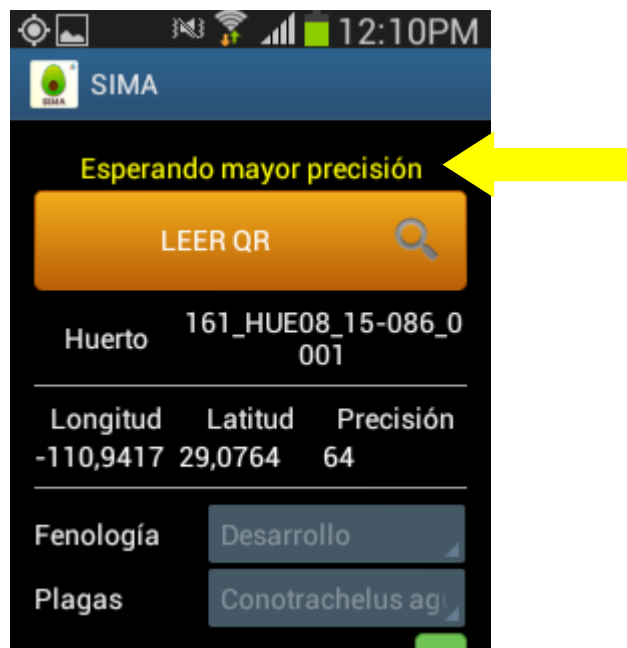 12:10PM
SIMA
SIMA
Esperando mayor precisión
LEER QR
Huerto 161_HUE08_15-086_0
001
Longitud Latitud Precisión
-110,9417 29,0764 64
Fenología Desarrollo
Plagas Conotrachelus